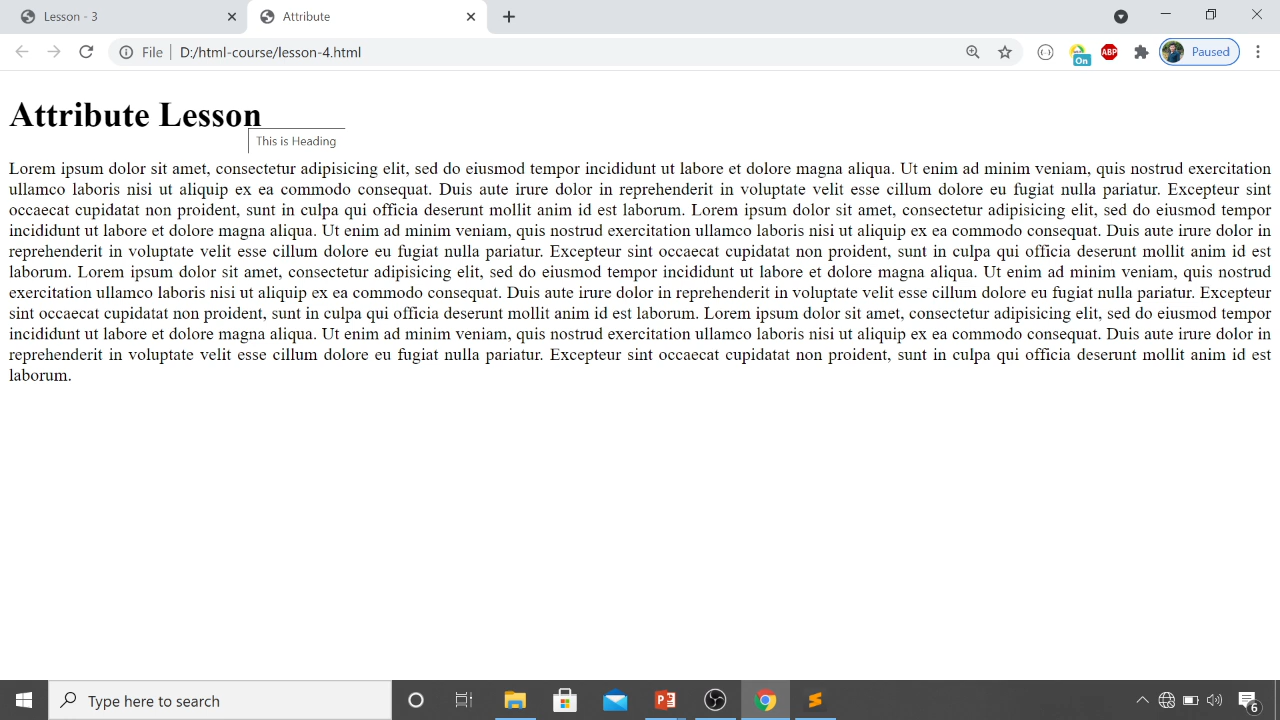 Lesson - 3
Attribute
File
D:/html-course/lesson-4.html
On
ABP
Paused
Attribute Lesson
This is Heading
Lorem ipsum dolor sit amet, consectetur adipisicing elit, sed do eiusmod tempor incididunt ut labore et dolore magna aliqua. Ut enim ad minim veniam, quis nostrud exercitation
ullamco laboris nisi ut aliquip ex ea commodo consequat. Duis aute irure dolor in reprehenderit in voluptate velit esse cillum dolore eu fugiat nulla pariatur. Excepteur sint
occaecat cupidatat non proident, sunt in culpa qui officia deserunt mollit anim id est laborum. Lorem ipsum dolor sit amet, consectetur adipisicing elit, sed do eiusmod tempor
incididunt ut labore et dolore magna aliqua. Ut enim ad minim veniam, quis nostrud exercitation ullamco laboris nisi ut aliquip ex ea commodo consequat. Duis aute irure dolor in
reprehenderit in voluptate velit esse cillum dolore eu fugiat nulla pariatur. Excepteur sint occaecat cupidatat non proident, sunt in culpa qui officia deserunt mollit anim id est
laborum. Lorem ipsum dolor sit amet, consectetur adipisicing elit, sed do eiusmod tempor incididunt ut labore et dolore magna aliqua. Ut enim ad minim veniam, quis nostrud
exercitation ullamco laboris nisi ut aliquip ex ea commodo consequat. Duis aute irure dolor in reprehenderit in voluptate velit esse cillum dolore eu fugiat nulla pariatur. Excepteur
sint occaecat cupidatat non proident, sunt in culpa qui officia deserunt mollit anim id est laborum. Lorem ipsum dolor sit amet, consectetur adipisicing elit, sed do eiusmod tempor
incididunt ut labore et dolore magna aliqua. Ut enim ad minim veniam, quis nostrud exercitation ullamco laboris nisi ut aliquip ex ea commodo consequat. Duis aute irure dolor in
reprehenderit in voluptate velit esse cillum dolore eu fugiat nulla pariatur. Excepteur sint occaecat cupidatat non proident, sunt in culpa qui officia deserunt mollit anim id est
laborum.
Type here to search
6